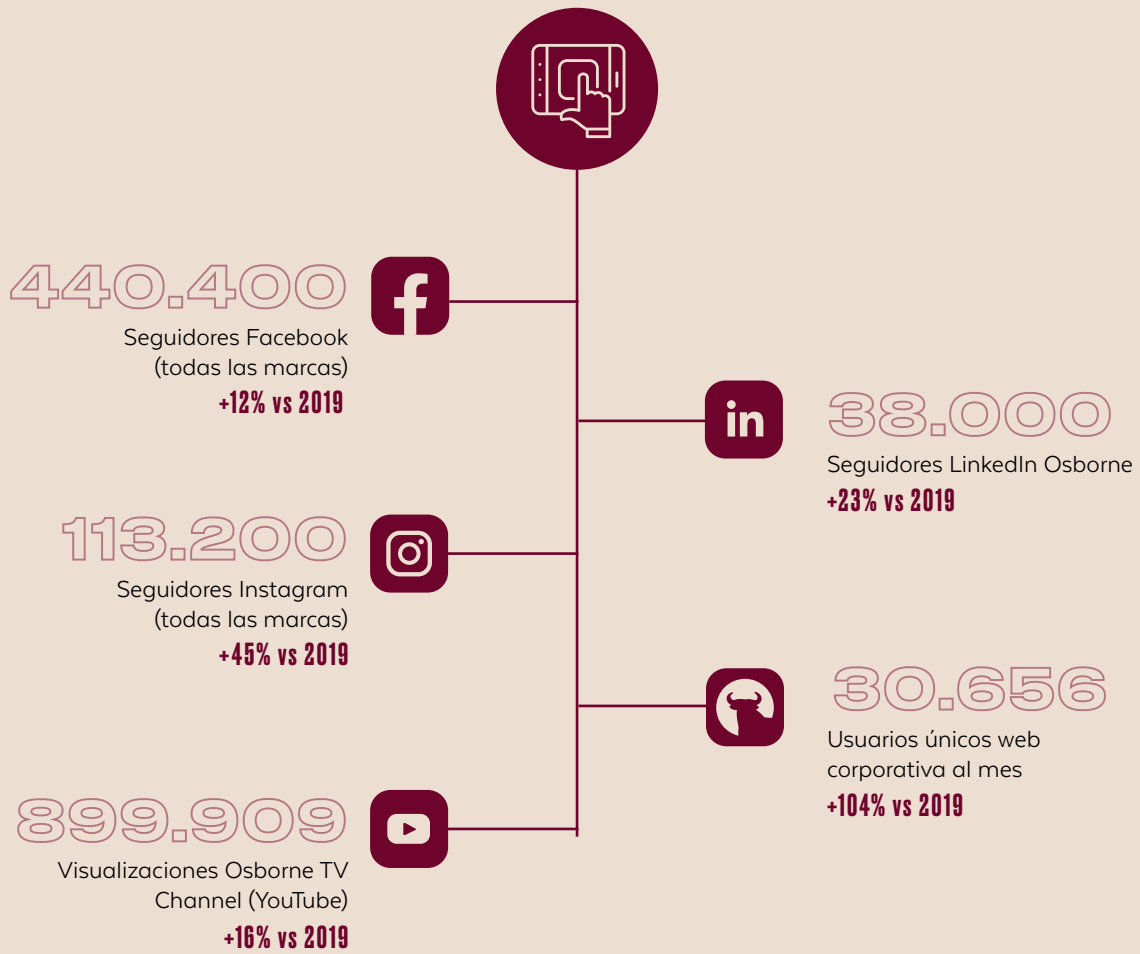 440.400
Seguidores Facebook
(todas las marcas)
+12% vs 2019
in
38.000
Seguidores LinkedIn Osborne
+23% vs 2019
113.200
Seguidores Instagram
(todas las marcas)
+45% vs 2019
30.656
Usuarios únicos web
corporativa al mes
+104% vs 2019
899.909
Visualizaciones Osborne TV
Channel (YouTube)
+16% vs 2019